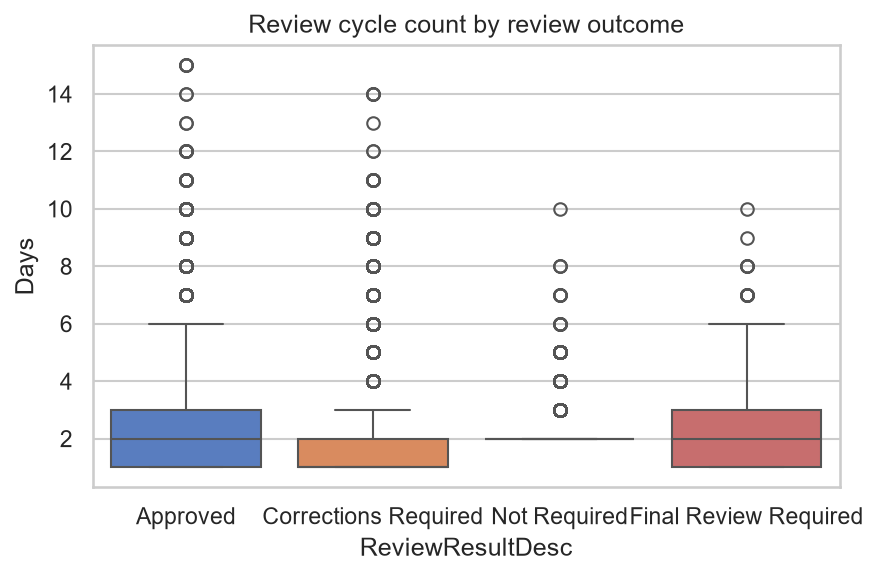 Review cycle count by review outcome
Days
14
12
10
8
6
4
2
Approved Corrections Required Not Required Final Review Required
ReviewResultDesc